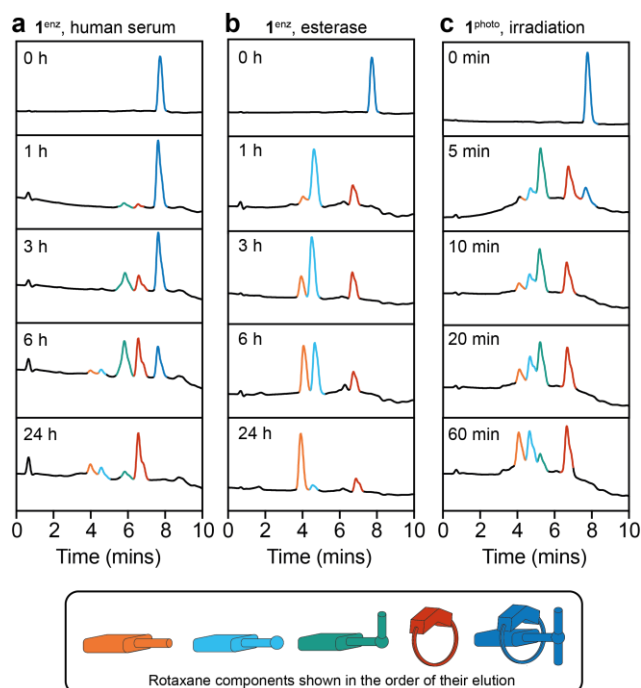 a 1enz, human serum
0 h
1 h
3 h
6 h
24 h
0 2 4 6 8 10
Time (mins)
b 1enz, esterase
0 h
1 h
3 h
6 h
24 h
0 2 4 6 8 10
Time (mins)
c 1photo, irradiation
0 min
5 min
10 min
20 min
60 min
0 2 4 6 8 10
Time (mins)
Rotaxane components shown in the order of their elution